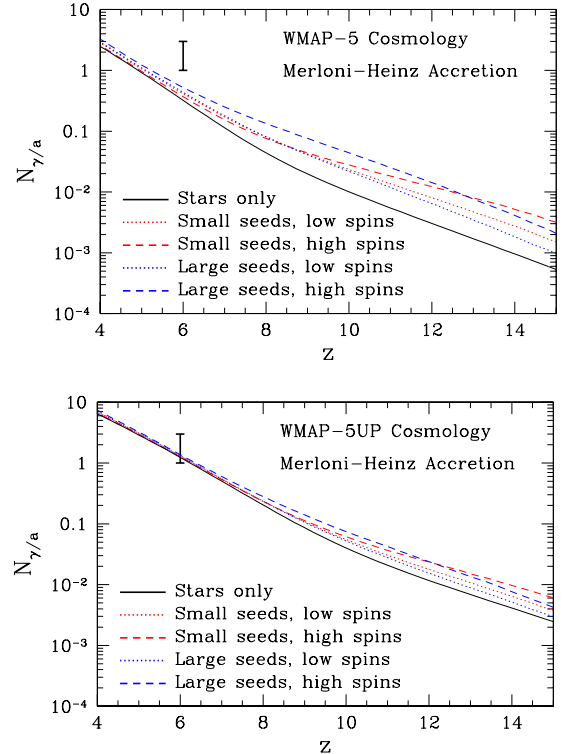 10
WMAP−5 Cosmology
1
Merloni−Heinz Accretion
0.1
N_{γ/a}
10⁻²
Stars only
Small seeds, low spins
10⁻³
Small seeds, high spins
Large seeds, low spins
Large seeds, high spins
10⁻⁴
4 6 8 10 12 14
z
10
WMAP−5UP Cosmology
1
Merloni−Heinz Accretion
0.1
N_{γ/a}
10⁻²
Stars only
Small seeds, low spins
10⁻³
Small seeds, high spins
Large seeds, low spins
Large seeds, high spins
10⁻⁴
4 6 8 10 12 14
z